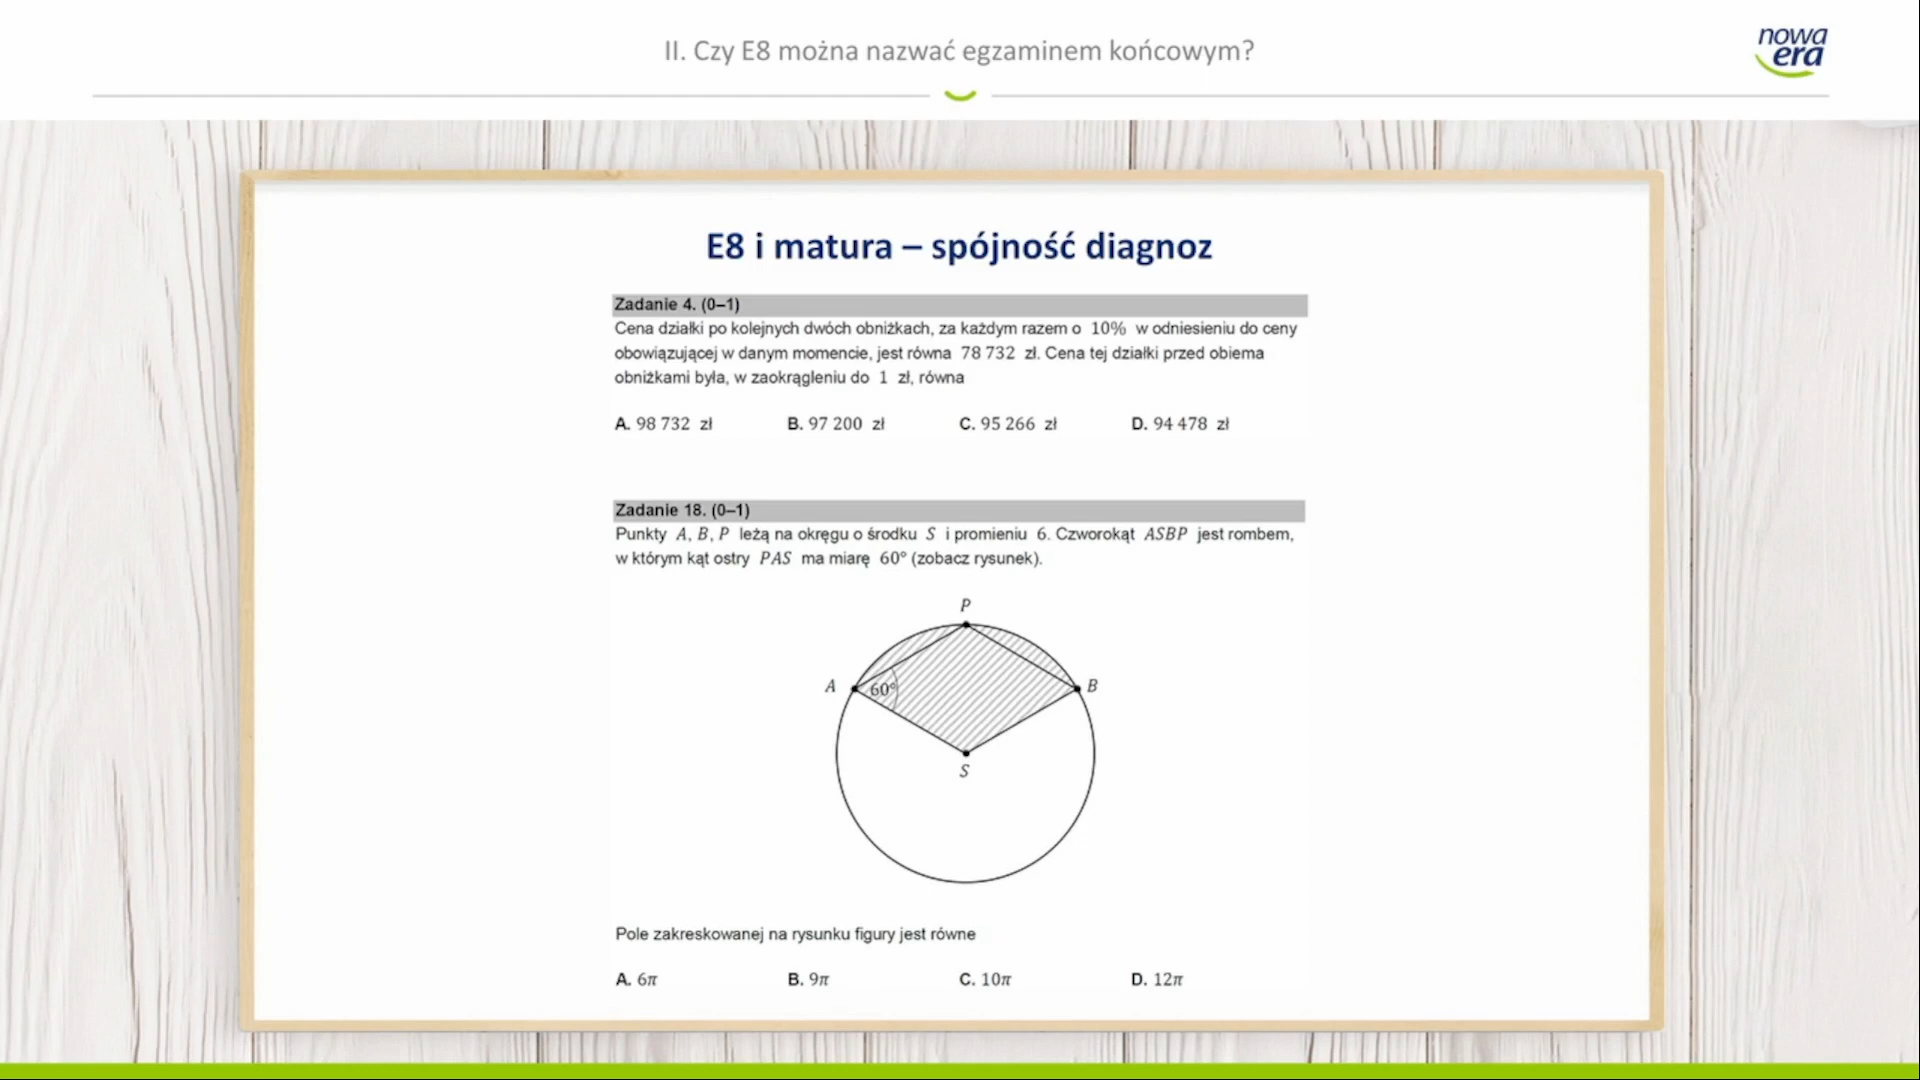 II. Czy E8 można nazwać egzaminem końcowym?
nowa
era
E8 i matura – spójność diagnoz
Zadanie 4. (0–1)
Cena działki po kolejnych dwóch obniżkach, za każdym razem o 10% w odniesieniu do ceny
obowiązującej w danym momencie, jest równa 78 732 zł. Cena tej działki przed obiema
obniżkami była, w zaokrągleniu do 1 zł, równa
A. 98 732 zł B. 97 200 zł C. 95 266 zł D. 94 478 zł
Zadanie 18. (0–1)
Punkty A, B, P leżą na okręgu o środku S i promieniu 6. Czworokąt ASBP jest rombem,
w którym kąt ostry PAS ma miarę 60° (zobacz rysunek).
P
A 60° B
S
Pole zakreskowanej na rysunku figury jest równe
A. 6π B. 9π C. 10π D. 12π